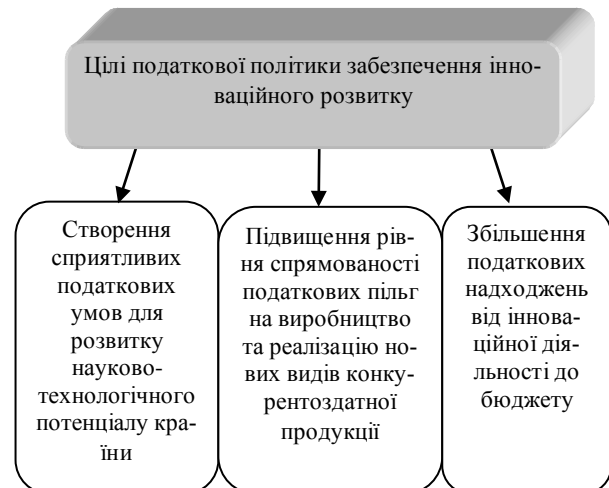 Цілі податкової політики забезпечення інно-
ваційного розвитку
Створення
сприятливих
податкових
умов для
розвитку
науково-
технологічного
потенціалу кра-
їни
Підвищення рів-
ня спрямованості
податкових пільг
на виробництво
та реалізацію но-
вих видів конку-
рентоздатної
продукції
Збільшення
податкових
надходжень
від іннова-
ційної дія-
льності до
бюджету